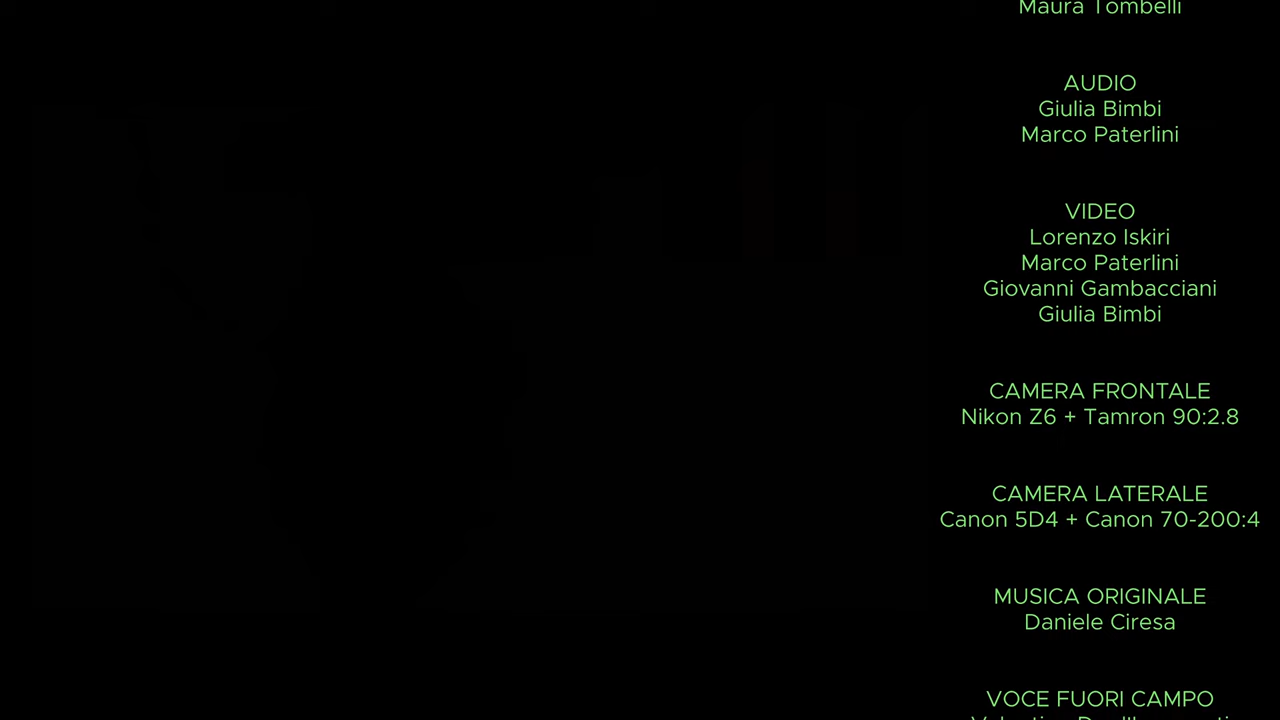 Maura Tombelli
AUDIO
Giulia Bimbi
Marco Paterlini
VIDEO
Lorenzo Iskiri
Marco Paterlini
Giovanni Gambacciani
Giulia Bimbi
CAMERA FRONTALE
Nikon Z6 + Tamron 90:2.8
CAMERA LATERALE
Canon 5D4 + Canon 70-200:4
MUSICA ORIGINALE
Daniele Ciresa
VOCE FUORI CAMPO